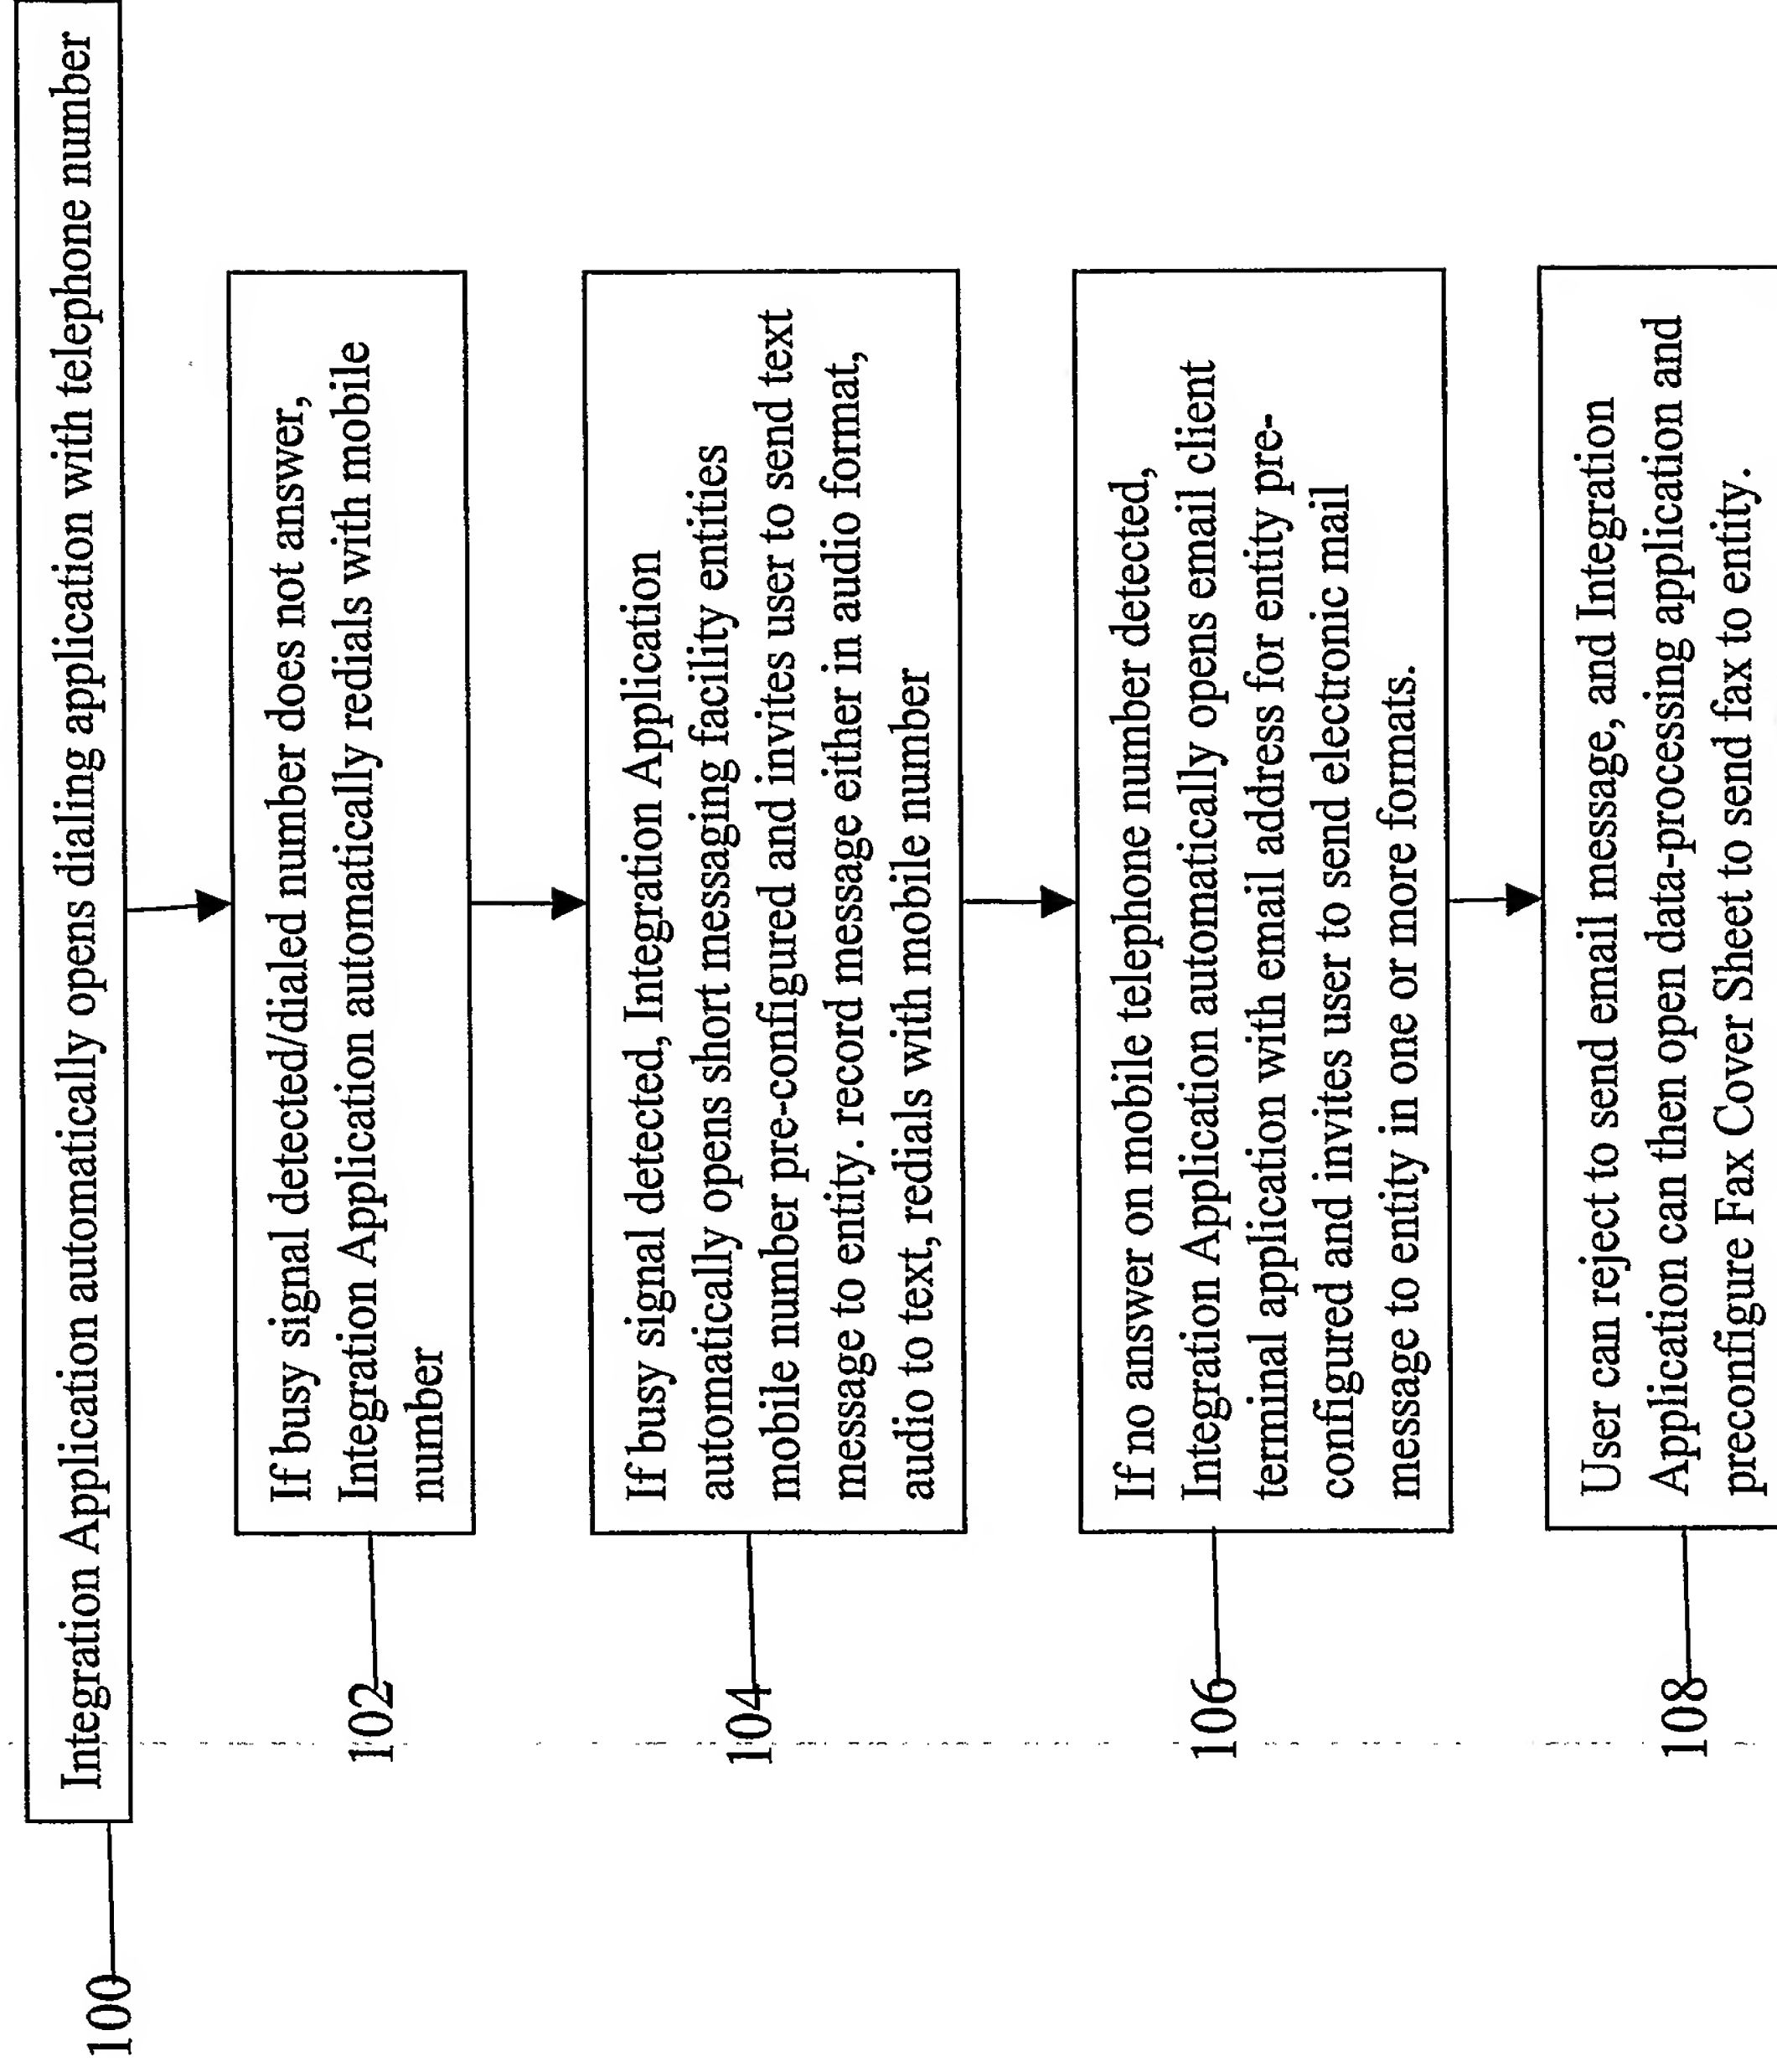 Integration Application automatically opens dialing application with telephone number
100
If busy signal detected/dialed number does not answer,
Integration Application automatically redials with mobile
number
102
If busy signal detected, Integration Application
automatically opens short messaging facility entities
mobile number pre-configured and invites user to send text
message to entity. record message either in audio format,
audio to text, redials with mobile number
104
If no answer on mobile telephone number detected,
Integration Application automatically opens email client
terminal application with email address for entity pre-
configured and invites user to send electronic mail
message to entity in one or more formats.
106
User can reject to send email message, and Integration
Application can then open data-processing application and
preconfigure Fax Cover Sheet to send fax to entity.
108